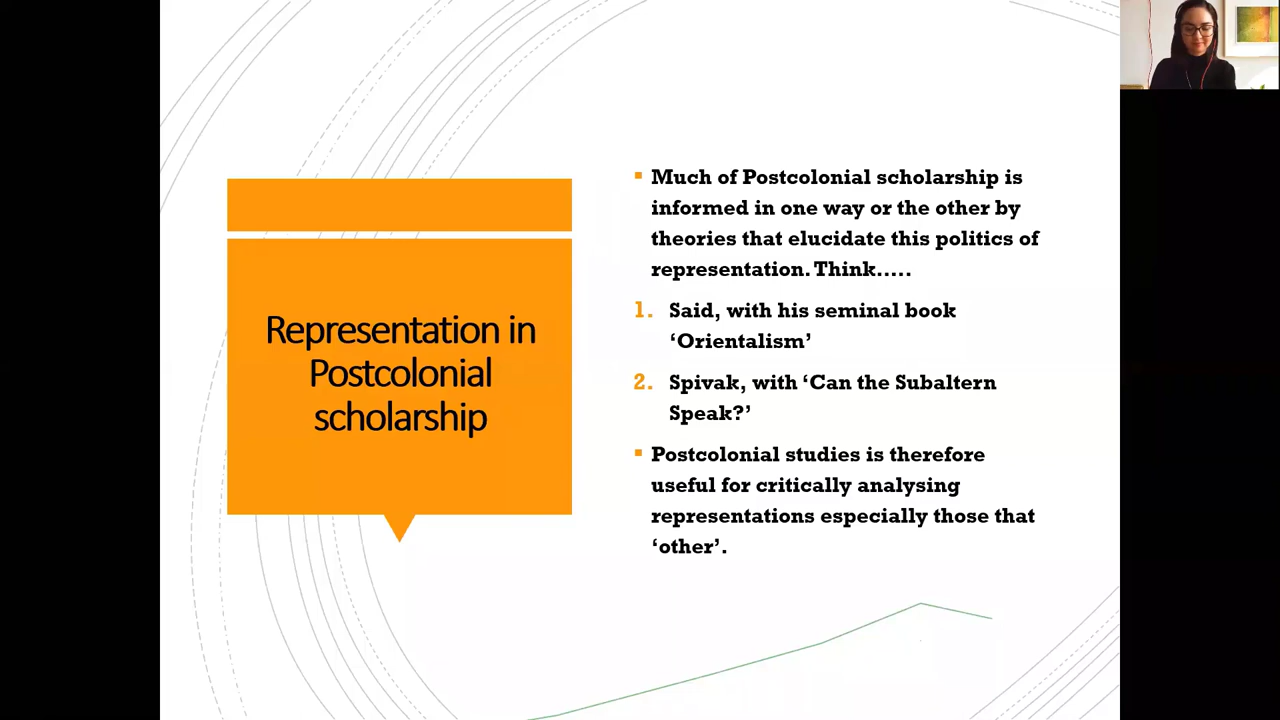 Representation in
Postcolonial
scholarship
▪ Much of Postcolonial scholarship is
informed in one way or the other by
theories that elucidate this politics of
representation. Think.....
1. Said, with his seminal book
‘Orientalism’
2. Spivak, with ‘Can the Subaltern
Speak?’
▪ Postcolonial studies is therefore
useful for critically analysing
representations especially those that
‘other’.